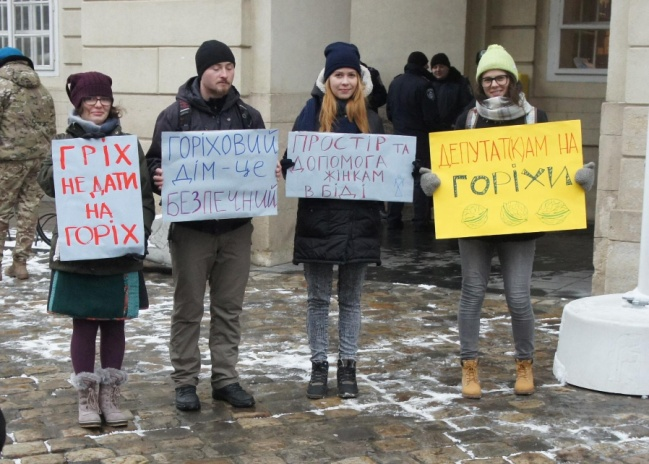 ГРІХ
НЕ ДАТИ
НА
ГОРІХ
ГОРІХОВИЙ
ДІМ-ЦЕ
БЕЗПЕЧНИЙ
ПРОСТІР ТА
ДОПОМОГА
ЖІНКАМ
В БІДІ
ДЕПУТАТКАМ НА
ГОРІХИ